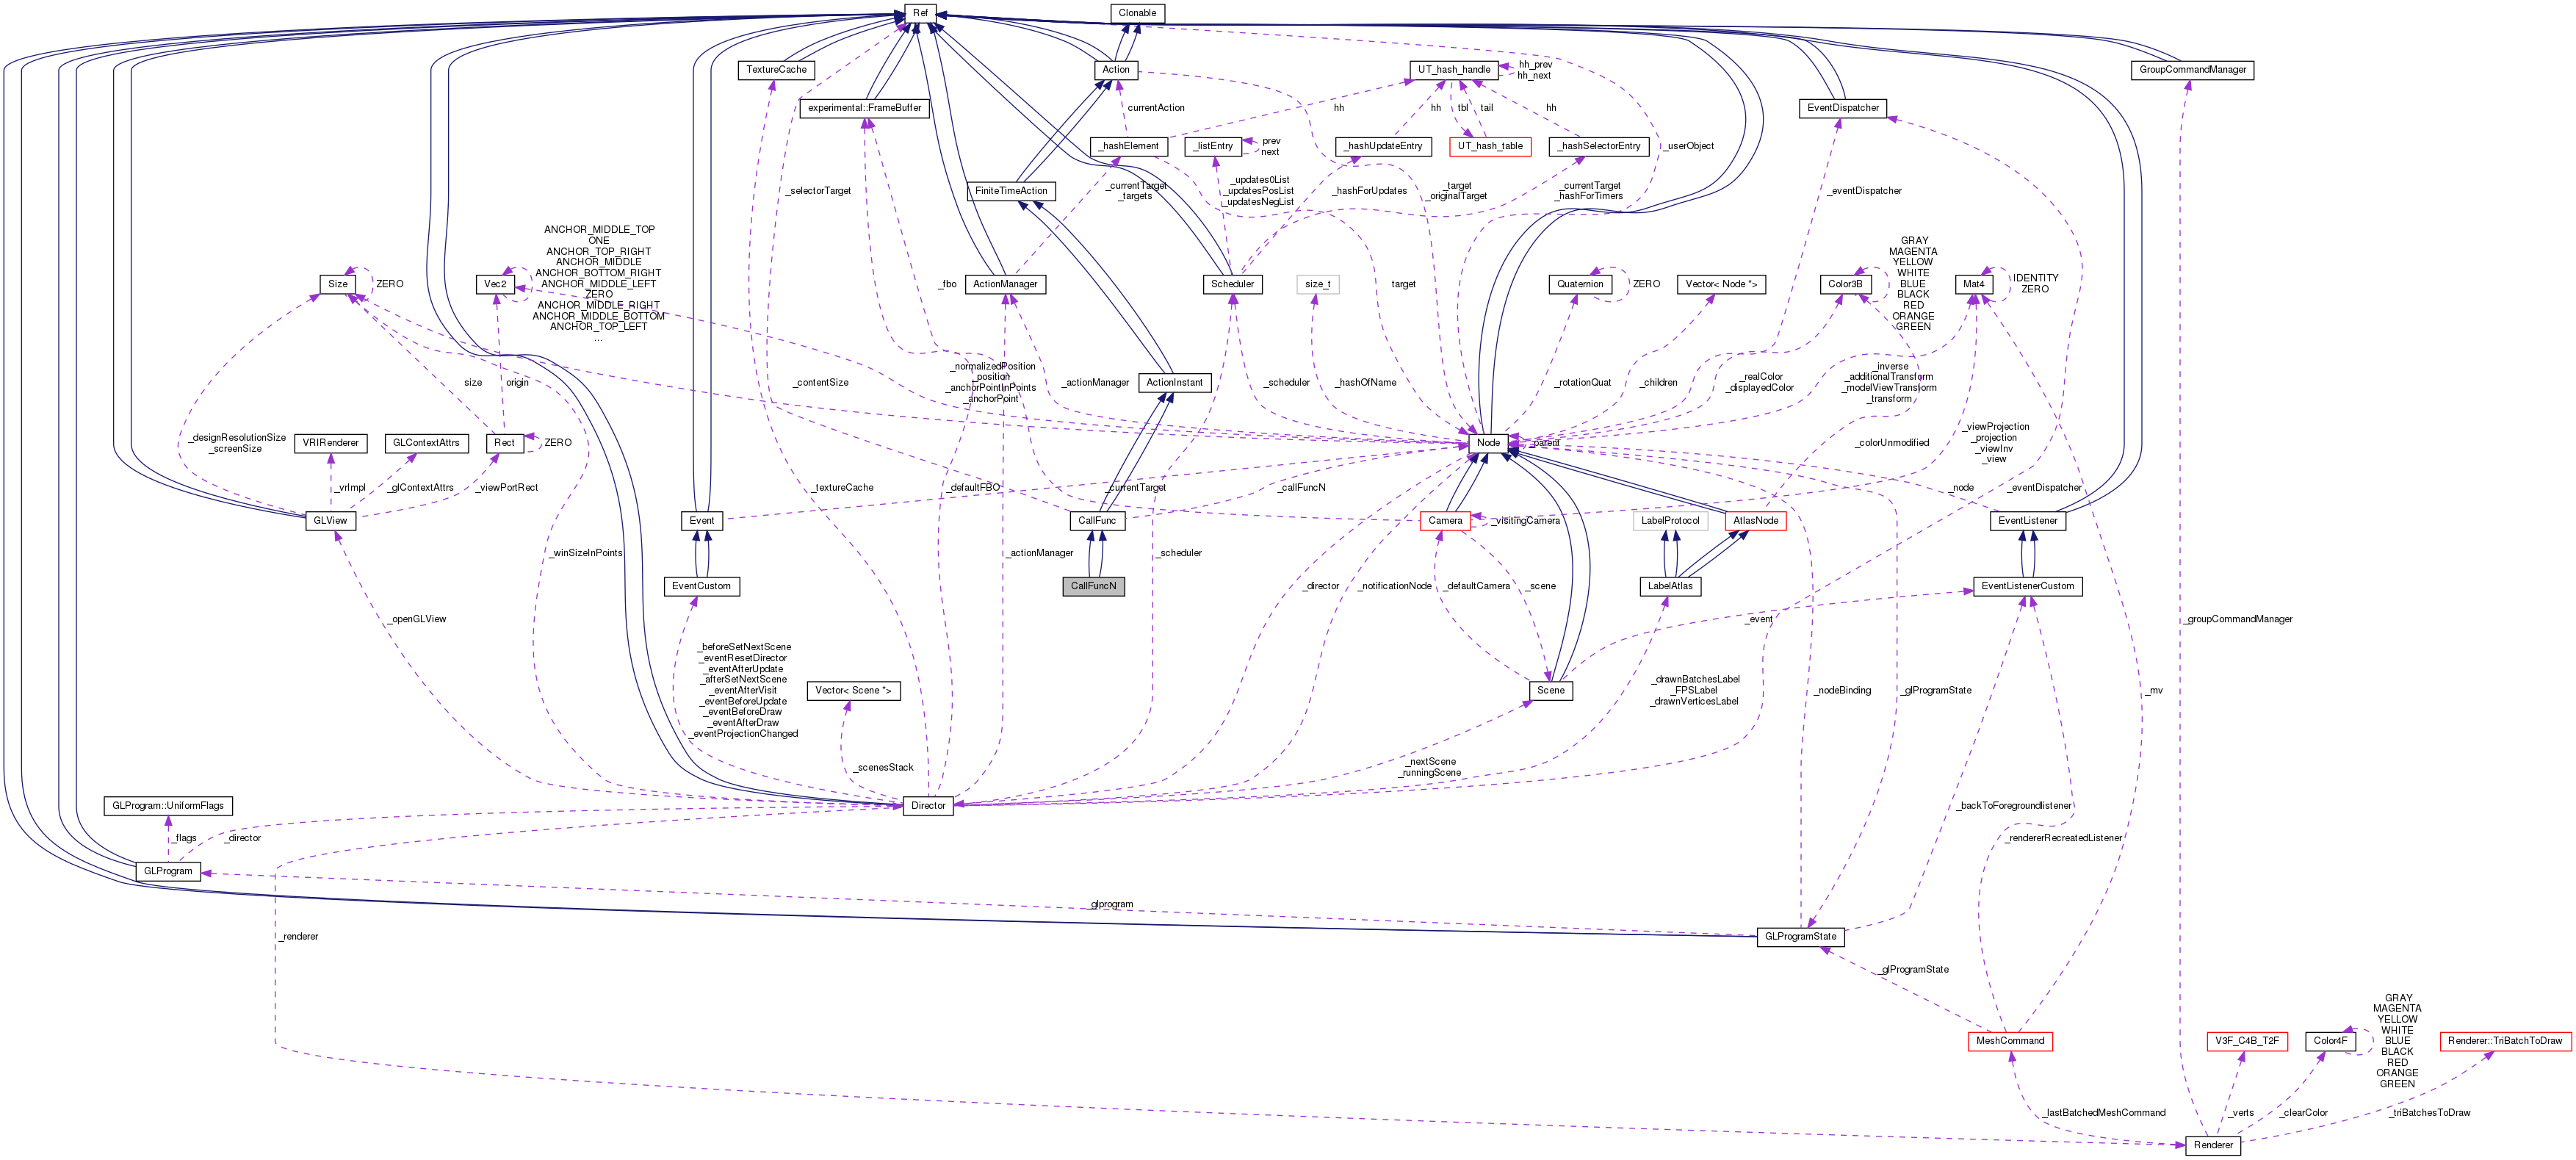 Ref
Clonable
TextureCache
Action
UT_hash_handle
hh_prev
hh_next
GroupCommandManager
experimental::FrameBuffer
currentAction
hh
hh
tbl
tail
hh
EventDispatcher
_hashElement
_listEntry
prev
next
_hashUpdateEntry
UT_hash_table
_hashSelectorEntry
_userObject
_selectorTarget
FiniteTimeAction
_currentTarget
_targets
_updates0List
_updatesPosList
_updatesNegList
_hashForUpdates
_target
_originalTarget
_currentTarget
_hashForTimers
_eventDispatcher
ANCHOR_MIDDLE_TOP
ONE
ANCHOR_TOP_RIGHT
ANCHOR_MIDDLE
ANCHOR_BOTTOM_RIGHT
ANCHOR_MIDDLE_LEFT
ZERO
ANCHOR_MIDDLE_RIGHT
ANCHOR_MIDDLE_BOTTOM
ANCHOR_TOP_LEFT
...
GRAY
MAGENTA
YELLOW
WHITE
BLUE
BLACK
RED
ORANGE
GREEN
Size
ZERO
Vec2
_fbo
ActionManager
Scheduler
size_t
target
Quaternion
ZERO
Vector< Node *>
Color3B
Mat4
IDENTITY
ZERO
size
origin
_contentSize
_normalizedPosition
_position
_anchorPointInPoints
_anchorPoint
_actionManager
ActionInstant
_scheduler
_hashOfName
_rotationQuat
_children
_realColor
_displayedColor
_inverse
_additionalTransform
_modelViewTransform
_transform
_designResolutionSize
_screenSize
VRIRenderer
GLContextAttrs
Rect
ZERO
Node
_parent
_colorUnmodified
_viewProjection
_projection
_viewInv
_view
_vrImpl
_glContextAttrs
_viewPortRect
_textureCache
_defaultFBO
_currentTarget
_callFuncN
_node
_eventDispatcher
GLView
Event
CallFunc
Camera
_visitingCamera
LabelProtocol
AtlasNode
EventListener
_winSizeInPoints
_actionManager
_scheduler
EventCustom
CallFuncN
_director
_notificationNode
_defaultCamera
_scene
LabelAtlas
EventListenerCustom
_openGLView
_event
_groupCommandManager
_beforeSetNextScene
_eventResetDirector
_eventAfterUpdate
_afterSetNextScene
_eventAfterVisit
_eventBeforeUpdate
_eventBeforeDraw
_eventAfterDraw
_eventProjectionChanged
Vector< Scene *>
Scene
_drawnBatchesLabel
_FPSLabel
_drawnVerticesLabel
_nodeBinding
_glProgramState
_mv
_scenesStack
_nextScene
_runningScene
GLProgram::UniformFlags
Director
_backToForegroundlistener
_flags
_director
_rendererRecreatedListener
GLProgram
_glprogram
_renderer
GLProgramState
_glProgramState
GRAY
MAGENTA
YELLOW
WHITE
BLUE
BLACK
RED
ORANGE
GREEN
MeshCommand
V3F_C4B_T2F
Color4F
Renderer::TriBatchToDraw
_lastBatchedMeshCommand
_verts
_clearColor
_triBatchesToDraw
Renderer